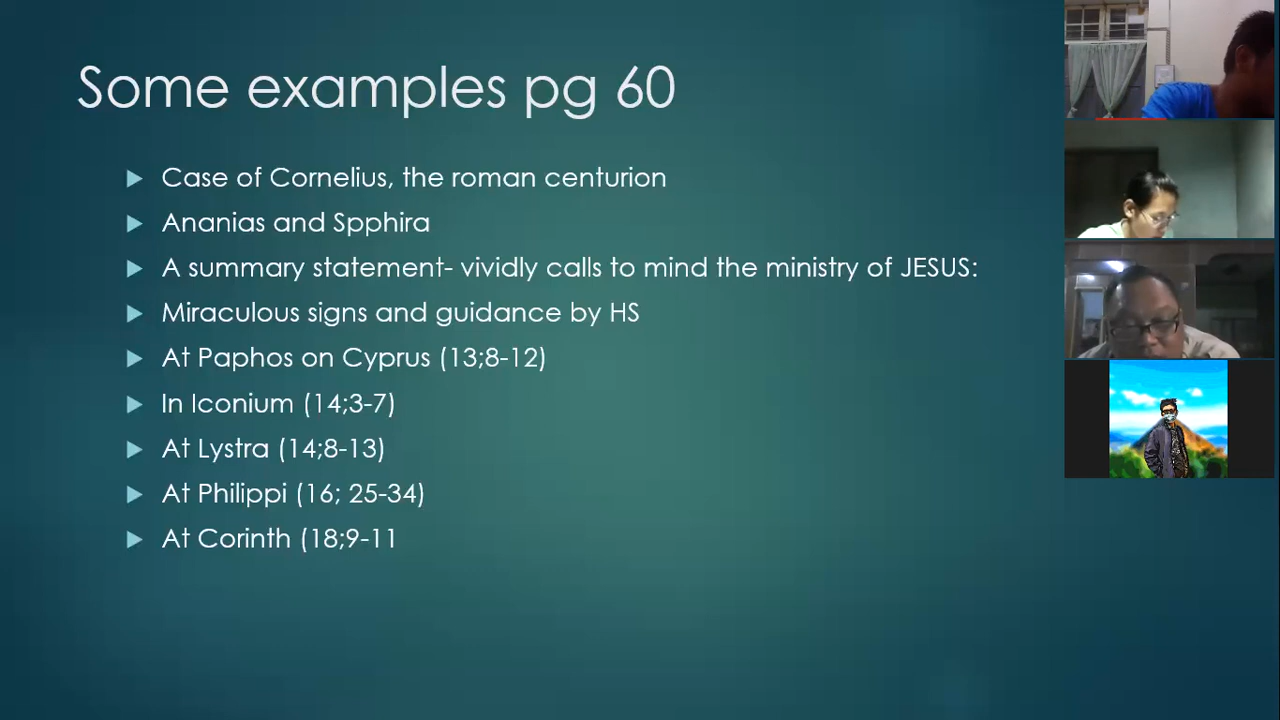 Some examples pg 60
Case of Cornelius, the roman centurion
Ananias and Spphira
A summary statement- vividly calls to mind the ministry of JESUS:
Miraculous signs and guidance by HS
At Paphos on Cyprus (13;8-12)
In Iconium (14;3-7)
At Lystra (14;8-13)
At Philippi (16; 25-34)
At Corinth (18;9-11